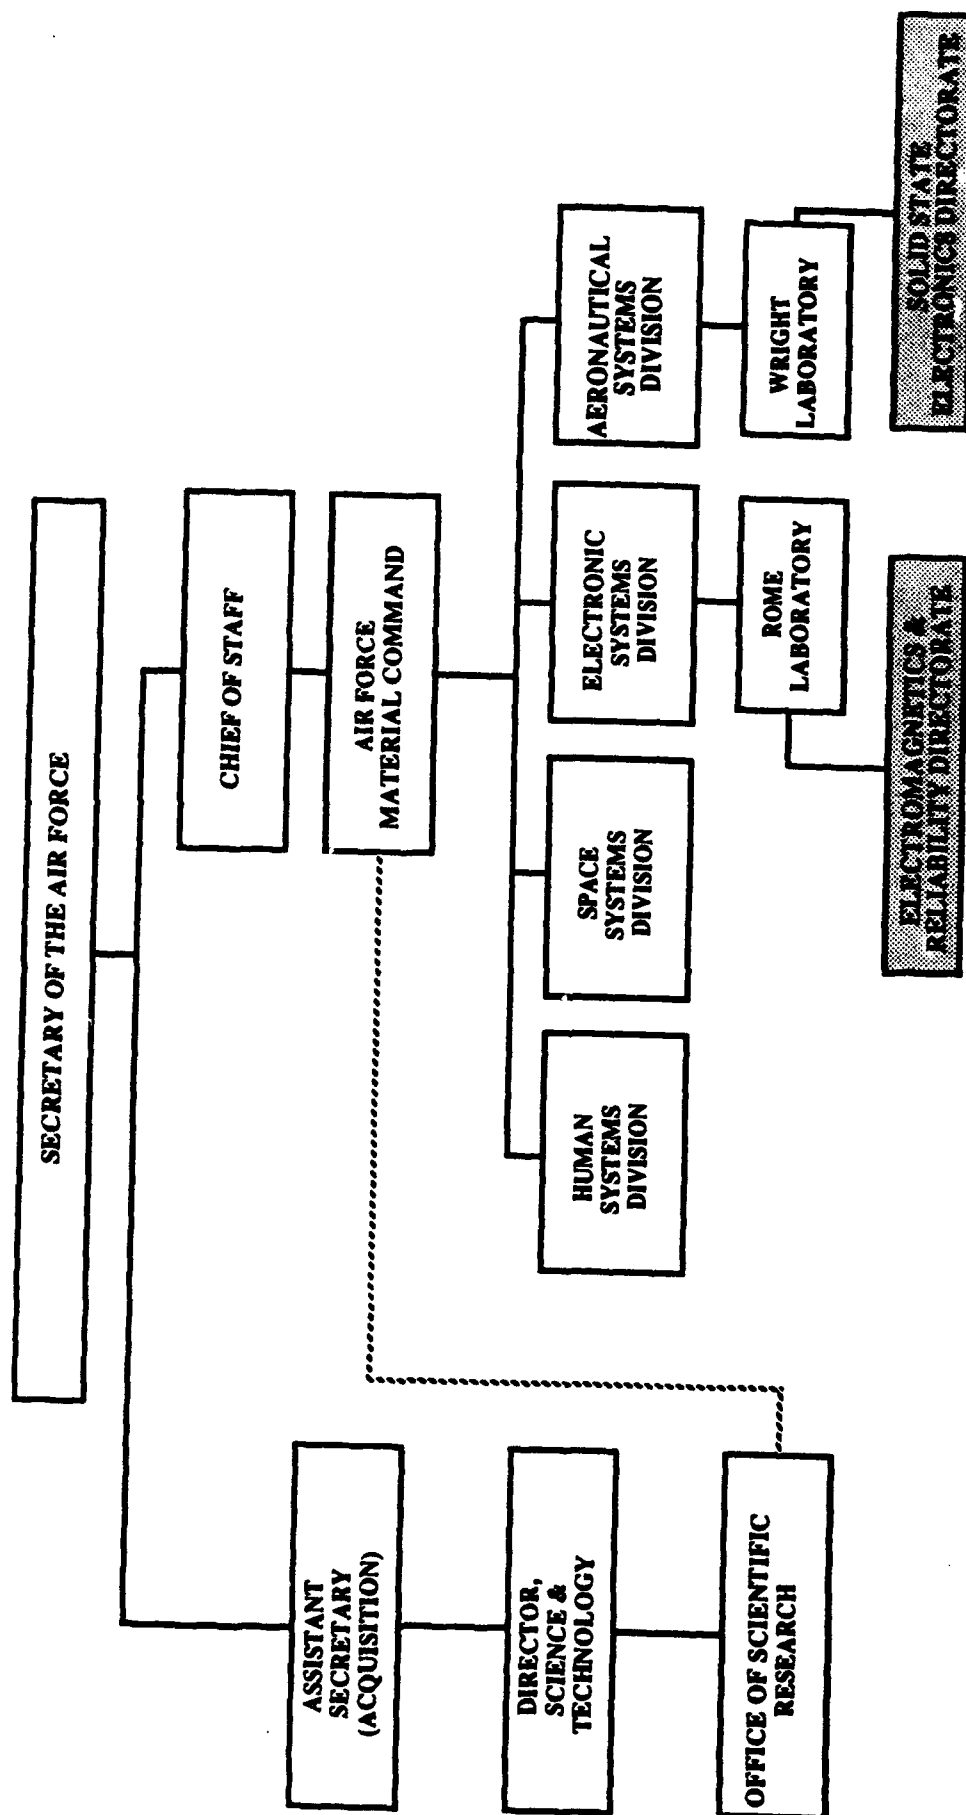 SECRETARY OF THE AIR FORCE
CHIEF OF STAFF
AIR FORCE
MATERIAL COMMAND
ASSISTANT
SECRETARY
(ACQUISITION)
DIRECTOR,
SCIENCE &
TECHNOLOGY
OFFICE OF SCIENTIFIC
RESEARCH
HUMAN
SYSTEMS
DIVISION
SPACE
SYSTEMS
DIVISION
ELECTRONIC
SYSTEMS
DIVISION
AERONAUTICAL
SYSTEMS
DIVISION
ROME
LABORATORY
WRIGHT
LABORATORY
ELECTROMAGNETICS &
RELIABILITY DIRECTORATE
SOLID STATE
ELECTRONICS DIRECTORATE